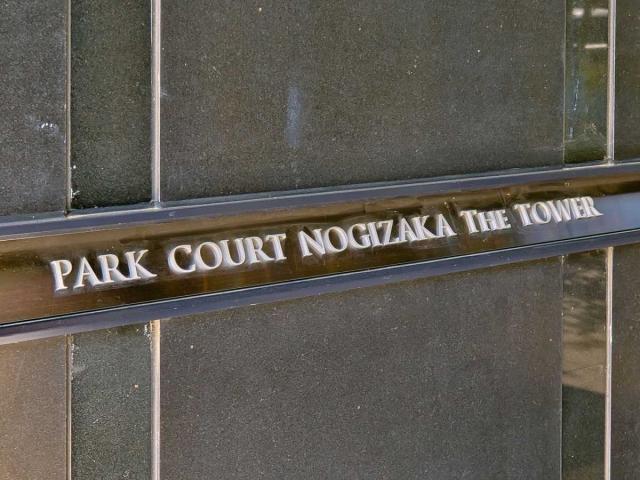 PARK COURT NOGIZAKA THE TOWER